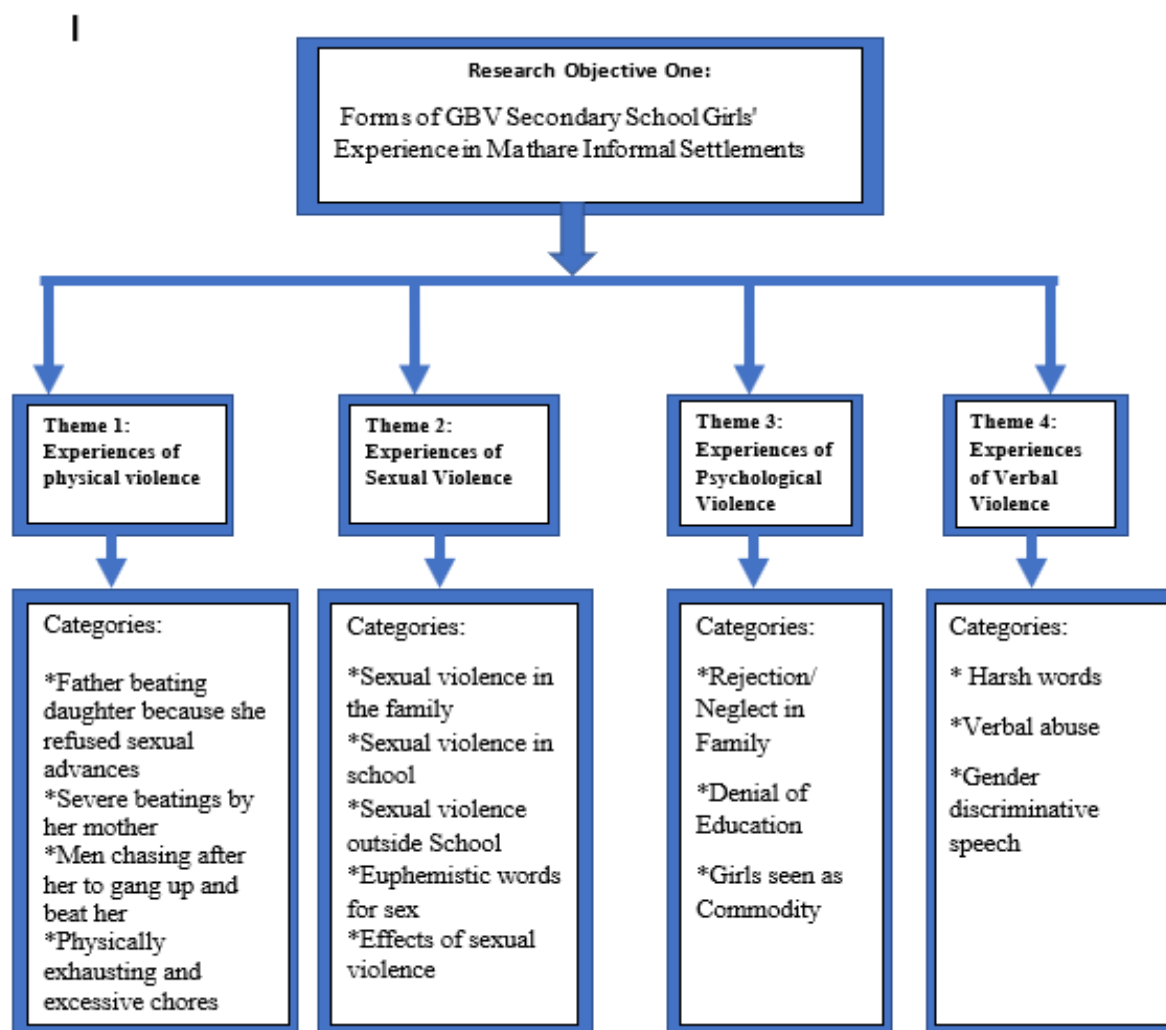 I
Research Objective One:
Forms of GBV Secondary School Girls'
Experience in Mathare Informal Settlements
Theme 1:
Experiences of
physical violence
Theme 2:
Experiences of
Sexual Violence
Theme 3:
Experiences of
Psychological
Violence
Theme 4:
Experiences
of Verbal
Violence
Categories:
*Father beating
daughter because she
refused sexual
advances
*Severe beatings by
her mother
*Men chasing after
her to gang up and
beat her
*Physically
exhausting and
excessive chores
Categories:
*Sexual violence in
the family
*Sexual violence in
school
*Sexual violence
outside School
*Euphemistic words
for sex
*Effects of sexual
violence
Categories:
*Rejection/
Neglect in
Family
*Denial of
Education
*Girls seen as
Commodity
Categories:
* Harsh words
*Verbal abuse
*Gender
discriminative
speech